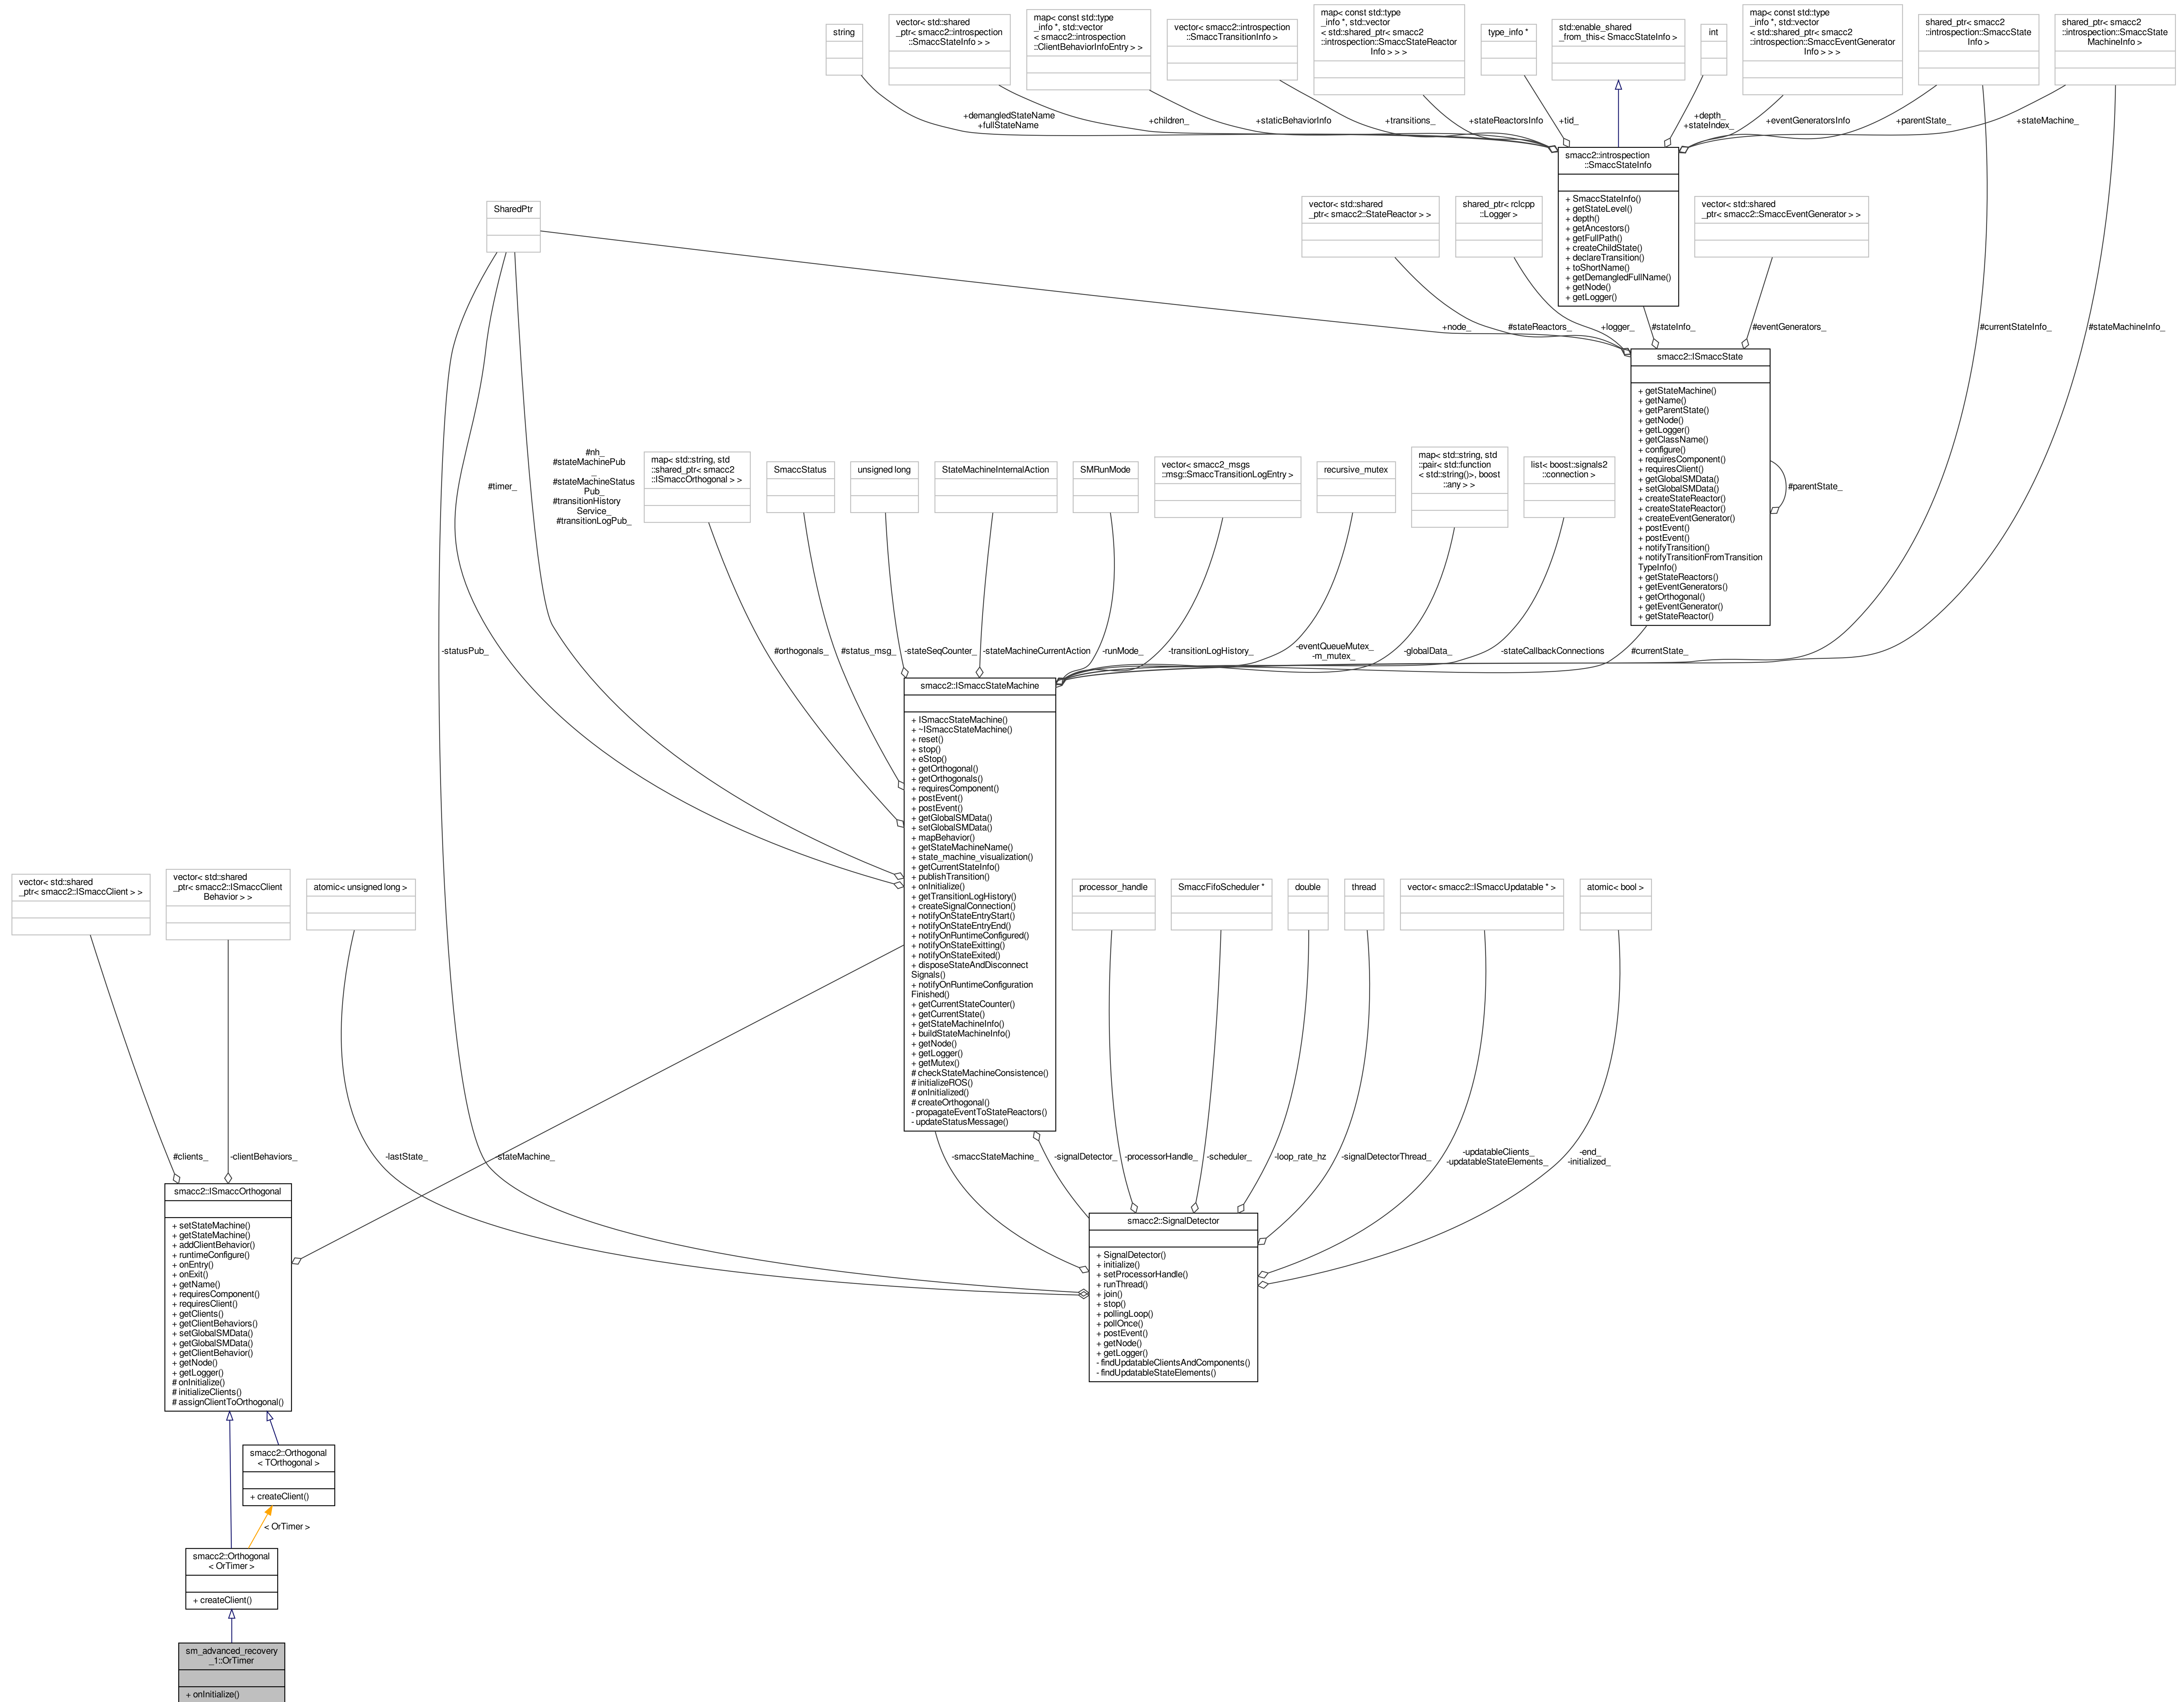 string
vector< std::shared
_ptr< smacc2::introspection
::SmaccStateInfo > >
map< const std::type
_info *, std::vector
< smacc2::introspection
::ClientBehaviorInfoEntry > >
vector< smacc2::introspection
::SmaccTransitionInfo >
map< const std::type
_info *, std::vector
< std::shared_ptr< smacc2
::introspection::SmaccStateReactor
Info > > >
type_info *
std::enable_shared
_from_this< SmaccStateInfo >
int
map< const std::type
_info *, std::vector
< std::shared_ptr< smacc2
::introspection::SmaccEventGenerator
Info > > >
shared_ptr< smacc2
::introspection::SmaccState
Info >
shared_ptr< smacc2
::introspection::SmaccState
MachineInfo >
+demangledStateName
+fullStateName
+children_
+staticBehaviorInfo
+transitions_
+stateReactorsInfo
+tid_
+depth_
+stateIndex_
+eventGeneratorsInfo
+parentState_
+stateMachine_
smacc2::introspection
::SmaccStateInfo
+ SmaccStateInfo()
+ getStateLevel()
+ depth()
+ getAncestors()
+ getFullPath()
+ createChildState()
+ declareTransition()
+ toShortName()
+ getDemangledFullName()
+ getNode()
+ getLogger()
SharedPtr
vector< std::shared
_ptr< smacc2::StateReactor > >
shared_ptr< rclcpp
::Logger >
vector< std::shared
_ptr< smacc2::SmaccEventGenerator > >
+node_
#stateReactors_
+logger_
#stateInfo_
#eventGenerators_
#currentStateInfo_
#stateMachineInfo_
smacc2::ISmaccState
+ getStateMachine()
+ getName()
+ getParentState()
+ getNode()
+ getLogger()
+ getClassName()
+ configure()
+ requiresComponent()
+ requiresClient()
+ getGlobalSMData()
+ setGlobalSMData()
+ createStateReactor()
+ createStateReactor()
+ createEventGenerator()
+ postEvent()
+ postEvent()
+ notifyTransition()
+ notifyTransitionFromTransition
TypeInfo()
+ getStateReactors()
+ getEventGenerators()
+ getOrthogonal()
+ getEventGenerator()
+ getStateReactor()
#parentState_
#timer_
#nh_
#stateMachinePub
_
#stateMachineStatus
Pub_
#transitionHistory
Service_
#transitionLogPub_
map< std::string, std
::shared_ptr< smacc2
::ISmaccOrthogonal > >
SmaccStatus
unsigned long
StateMachineInternalAction
SMRunMode
vector< smacc2_msgs
::msg::SmaccTransitionLogEntry >
recursive_mutex
map< std::string, std
::pair< std::function
< std::string()>, boost
::any > >
list< boost::signals2
::connection >
-statusPub_
#orthogonals_
#status_msg_
-stateSeqCounter_
-stateMachineCurrentAction
-runMode_
-transitionLogHistory_
-eventQueueMutex_
-m_mutex_
-globalData_
-stateCallbackConnections
#currentState_
smacc2::ISmaccStateMachine
+ ISmaccStateMachine()
+ ~ISmaccStateMachine()
+ reset()
+ stop()
+ eStop()
+ getOrthogonal()
+ getOrthogonals()
+ requiresComponent()
+ postEvent()
+ postEvent()
+ getGlobalSMData()
+ setGlobalSMData()
+ mapBehavior()
+ getStateMachineName()
+ state_machine_visualization()
+ getCurrentStateInfo()
+ publishTransition()
+ onInitialize()
+ getTransitionLogHistory()
+ createSignalConnection()
+ notifyOnStateEntryStart()
+ notifyOnStateEntryEnd()
+ notifyOnRuntimeConfigured()
+ notifyOnStateExitting()
+ notifyOnStateExited()
+ disposeStateAndDisconnect
Signals()
+ notifyOnRuntimeConfiguration
Finished()
+ getCurrentStateCounter()
+ getCurrentState()
+ getStateMachineInfo()
+ buildStateMachineInfo()
+ getNode()
+ getLogger()
+ getMutex()
# checkStateMachineConsistence()
# initializeROS()
# onInitialized()
# createOrthogonal()
- propagateEventToStateReactors()
- updateStatusMessage()
vector< std::shared
_ptr< smacc2::ISmaccClient > >
vector< std::shared
_ptr< smacc2::ISmaccClient
Behavior > >
atomic< unsigned long >
processor_handle
SmaccFifoScheduler *
double
thread
vector< smacc2::ISmaccUpdatable * >
atomic< bool >
#clients_
-clientBehaviors_
-lastState_
-stateMachine_
-smaccStateMachine_
-signalDetector_
-processorHandle_
-scheduler_
-loop_rate_hz
-signalDetectorThread_
-updatableClients_
-updatableStateElements_
-end_
-initialized_
smacc2::ISmaccOrthogonal
+ setStateMachine()
+ getStateMachine()
+ addClientBehavior()
+ runtimeConfigure()
+ onEntry()
+ onExit()
+ getName()
+ requiresComponent()
+ requiresClient()
+ getClients()
+ getClientBehaviors()
+ setGlobalSMData()
+ getGlobalSMData()
+ getClientBehavior()
+ getNode()
+ getLogger()
# onInitialize()
# initializeClients()
# assignClientToOrthogonal()
smacc2::SignalDetector
+ SignalDetector()
+ initialize()
+ setProcessorHandle()
+ runThread()
+ join()
+ stop()
+ pollingLoop()
+ pollOnce()
+ postEvent()
+ getNode()
+ getLogger()
- findUpdatableClientsAndComponents()
- findUpdatableStateElements()
smacc2::Orthogonal
< TOrthogonal >
+ createClient()
< OrTimer >
smacc2::Orthogonal
< OrTimer >
+ createClient()
sm_advanced_recovery
_1::OrTimer
+ onInitialize()